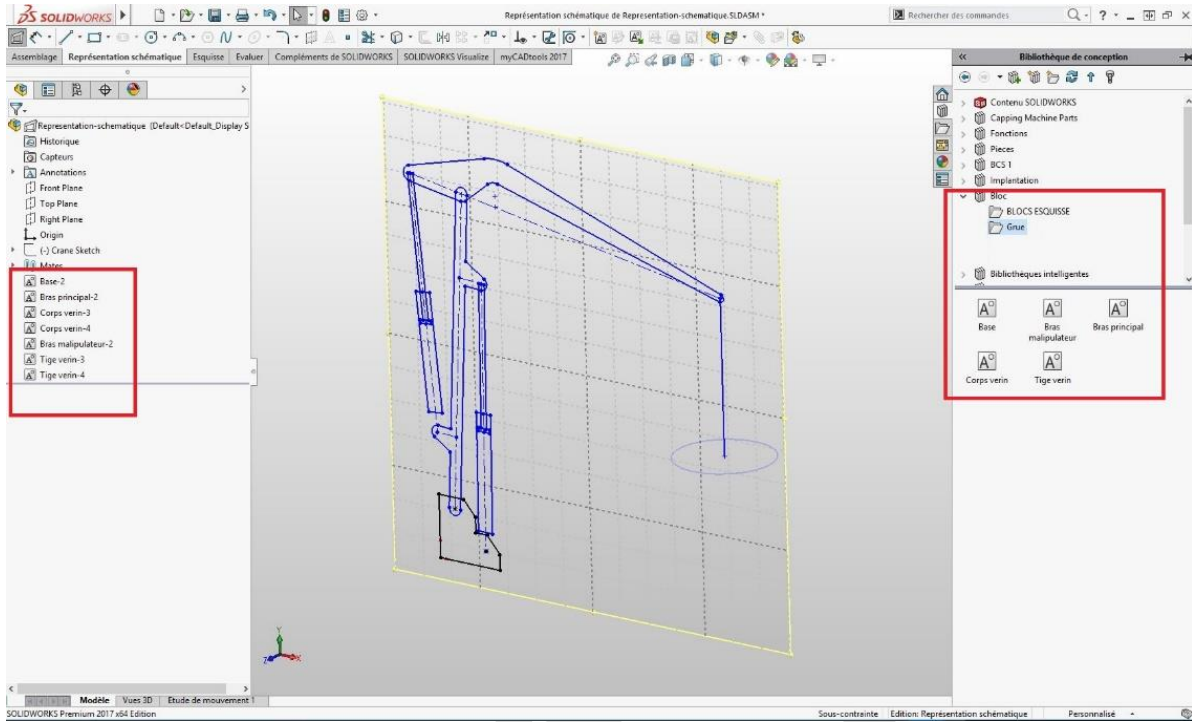 SOLIDWORKS
Représentation schématique de Representation-schematique.SLDASM *
Rechercher des commandes
Assemblage
Représentation schématique
Esquisse
Evaluer
Compléments de SOLIDWORKS
SOLIDWORKS Visualize
myCADtools 2017
Representation-schematique (Default<Default_Display S
Historique
Capteurs
Annotations
Front Plane
Top Plane
Right Plane
Origin
(-) Crane Sketch
Mates
Base-2
Bras principal-2
Corps verin-3
Corps verin-4
Bras malipulateur-2
Tige verin-3
Tige verin-4
Y
Z
X
Bibliothèque de conception
Contenu SOLIDWORKS
Capping Machine Parts
Fonctions
Pieces
BCS 1
Implantation
Bloc
BLOCS ESQUISSE
Grue
Bibliothèques intelligentes
Base
Bras malipulateur
Bras principal
Corps verin
Tige verin
Modèle
Vues 3D
Etude de mouvement 1
SOLIDWORKS Premium 2017 x64 Edition
Sous-contrainte
Edition: Représentation schématique
Personnalisé